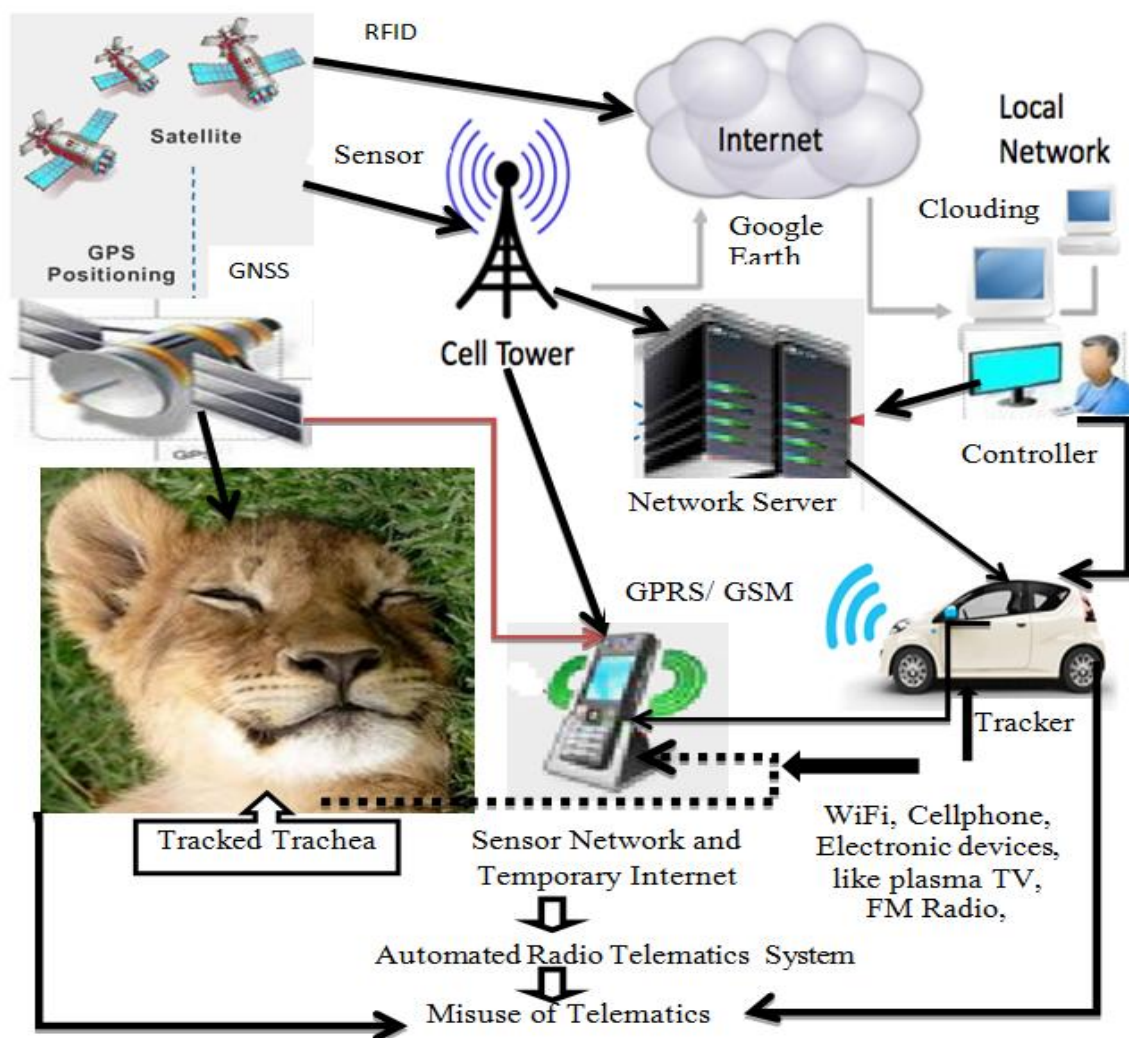 RFID
Satellite
Sensor
GPS
Positioning
GNSS
Internet
Local
Network
Clouding
Google
Earth
Cell Tower
Controller
Network Server
GPRS/ GSM
Tracker
Tracked Trachea
Sensor Network and
Temporary Internet
WiFi, Cellphone,
Electronic devices,
like plasma TV,
FM Radio,
Automated Radio Telematics System
Misuse of Telematics